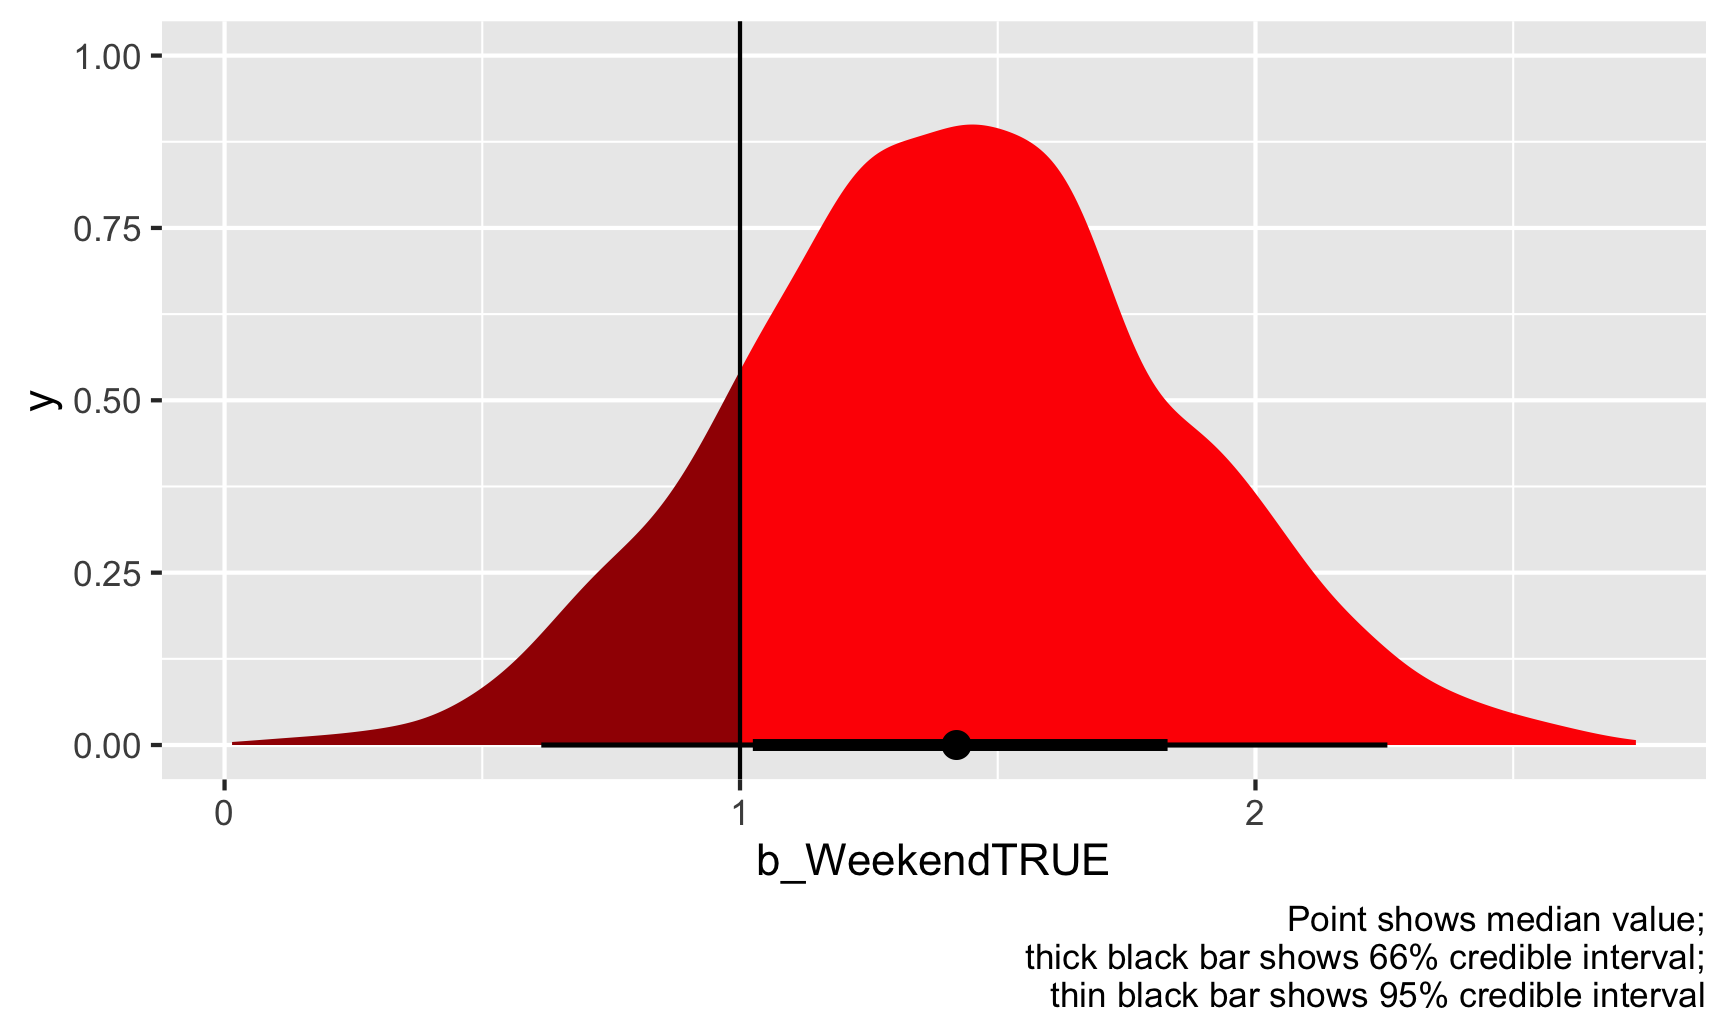 1.00
0.75
0.50
0.25
0.00
y
0
1
2
b_WeekendTRUE
Point shows median value;
thick black bar shows 66% credible interval;
thin black bar shows 95% credible interval